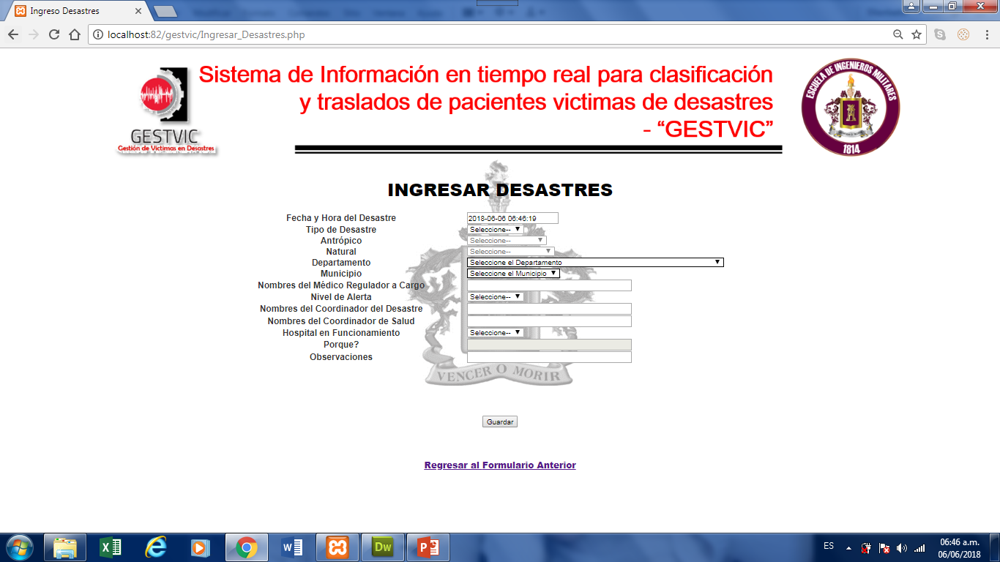 Ingreso Desastres
localhost:82/gestvic/Ingresar_Desastres.php
Sistema de Información en tiempo real para clasificación
y traslados de pacientes victimas de desastres
- “GESTVIC”
GESTVIC
Gestión de Victimas en Desastres
ESCUELA DE INGENIEROS MILITARES
1814
INGRESAR DESASTRES
Fecha y Hora del Desastre 2018-06-06 06:46:19
Tipo de Desastre Seleccione--
Antrópico Seleccione--
Natural Seleccione--
Departamento Seleccione el Departamento
Municipio Seleccione el Municipio
Nombres del Médico Regulador a Cargo
Nivel de Alerta Seleccione--
Nombres del Coordinador del Desastre
Nombres del Coordinador de Salud
Hospital en Funcionamiento Seleccione--
Porque?
Observaciones
VENCER O MORIR
Guardar
Regresar al Formulario Anterior
Dw
ES
06:46 a.m.
06/06/2018